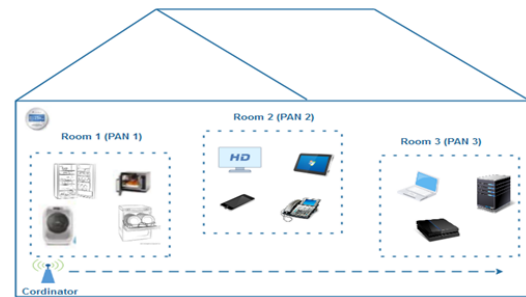 Room 2 (PAN 2)
Room 1 (PAN 1)
Room 3 (PAN 3)
HD
Cordinator